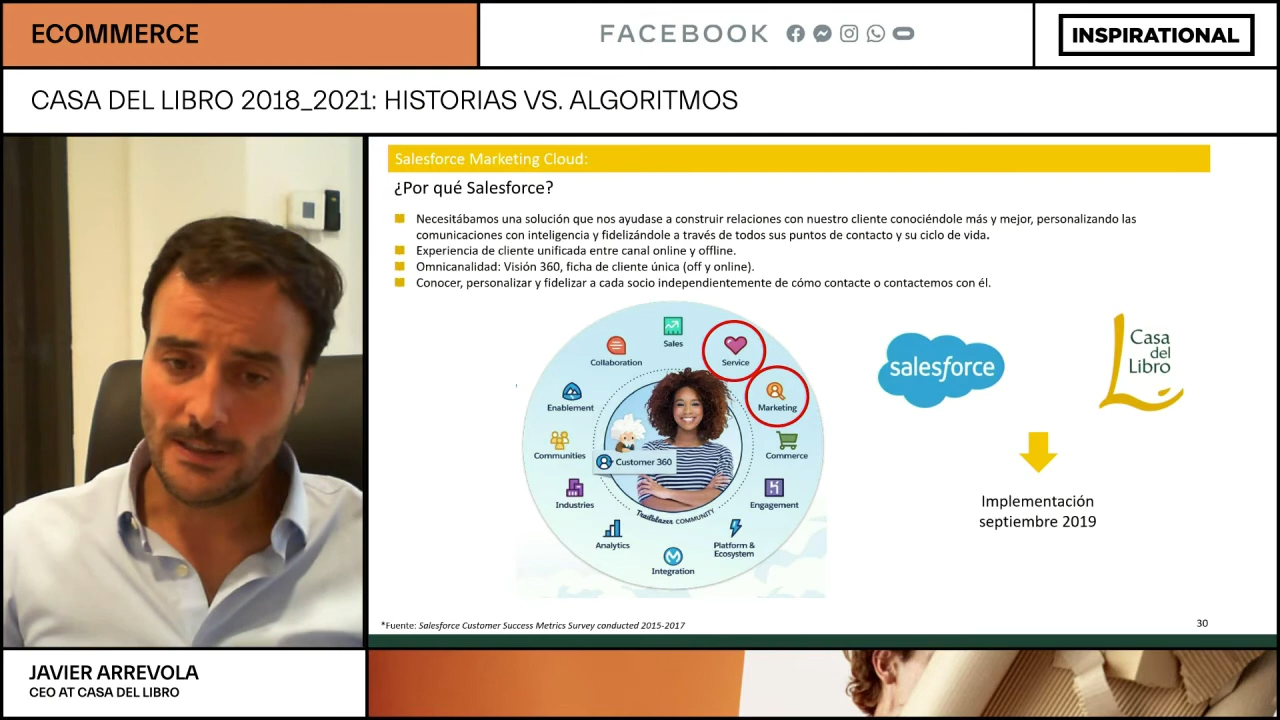 ECOMMERCE
FACEBOOK
INSPIRATIONAL
CASA DEL LIBRO 2018_2021: HISTORIAS VS. ALGORITMOS
Salesforce Marketing Cloud:
¿Por qué Salesforce?
Necesitábamos una solución que nos ayudase a construir relaciones con nuestro cliente conociéndole más y mejor, personalizando las
comunicaciones con inteligencia y fidelizándole a través de todos sus puntos de contacto y su ciclo de vida.
Experiencia de cliente unificada entre canal online y offline.
Omnicanalidad: Visión 360, ficha de cliente única (off y online).
Conocer, personalizar y fidelizar a cada socio independientemente de cómo contacte o contactemos con él.
Sales
Service
Marketing
Commerce
Engagement
Platform &
Ecosystem
Integration
Analytics
Industries
Communities
Enablement
Collaboration
Customer 360
Trailblazer COMMUNITY
salesforce
Casa
del
Libro
Implementación
septiembre 2019
*Fuente: Salesforce Customer Success Metrics Survey conducted 2015-2017
30
JAVIER ARREVOLA
CEO AT CASA DEL LIBRO